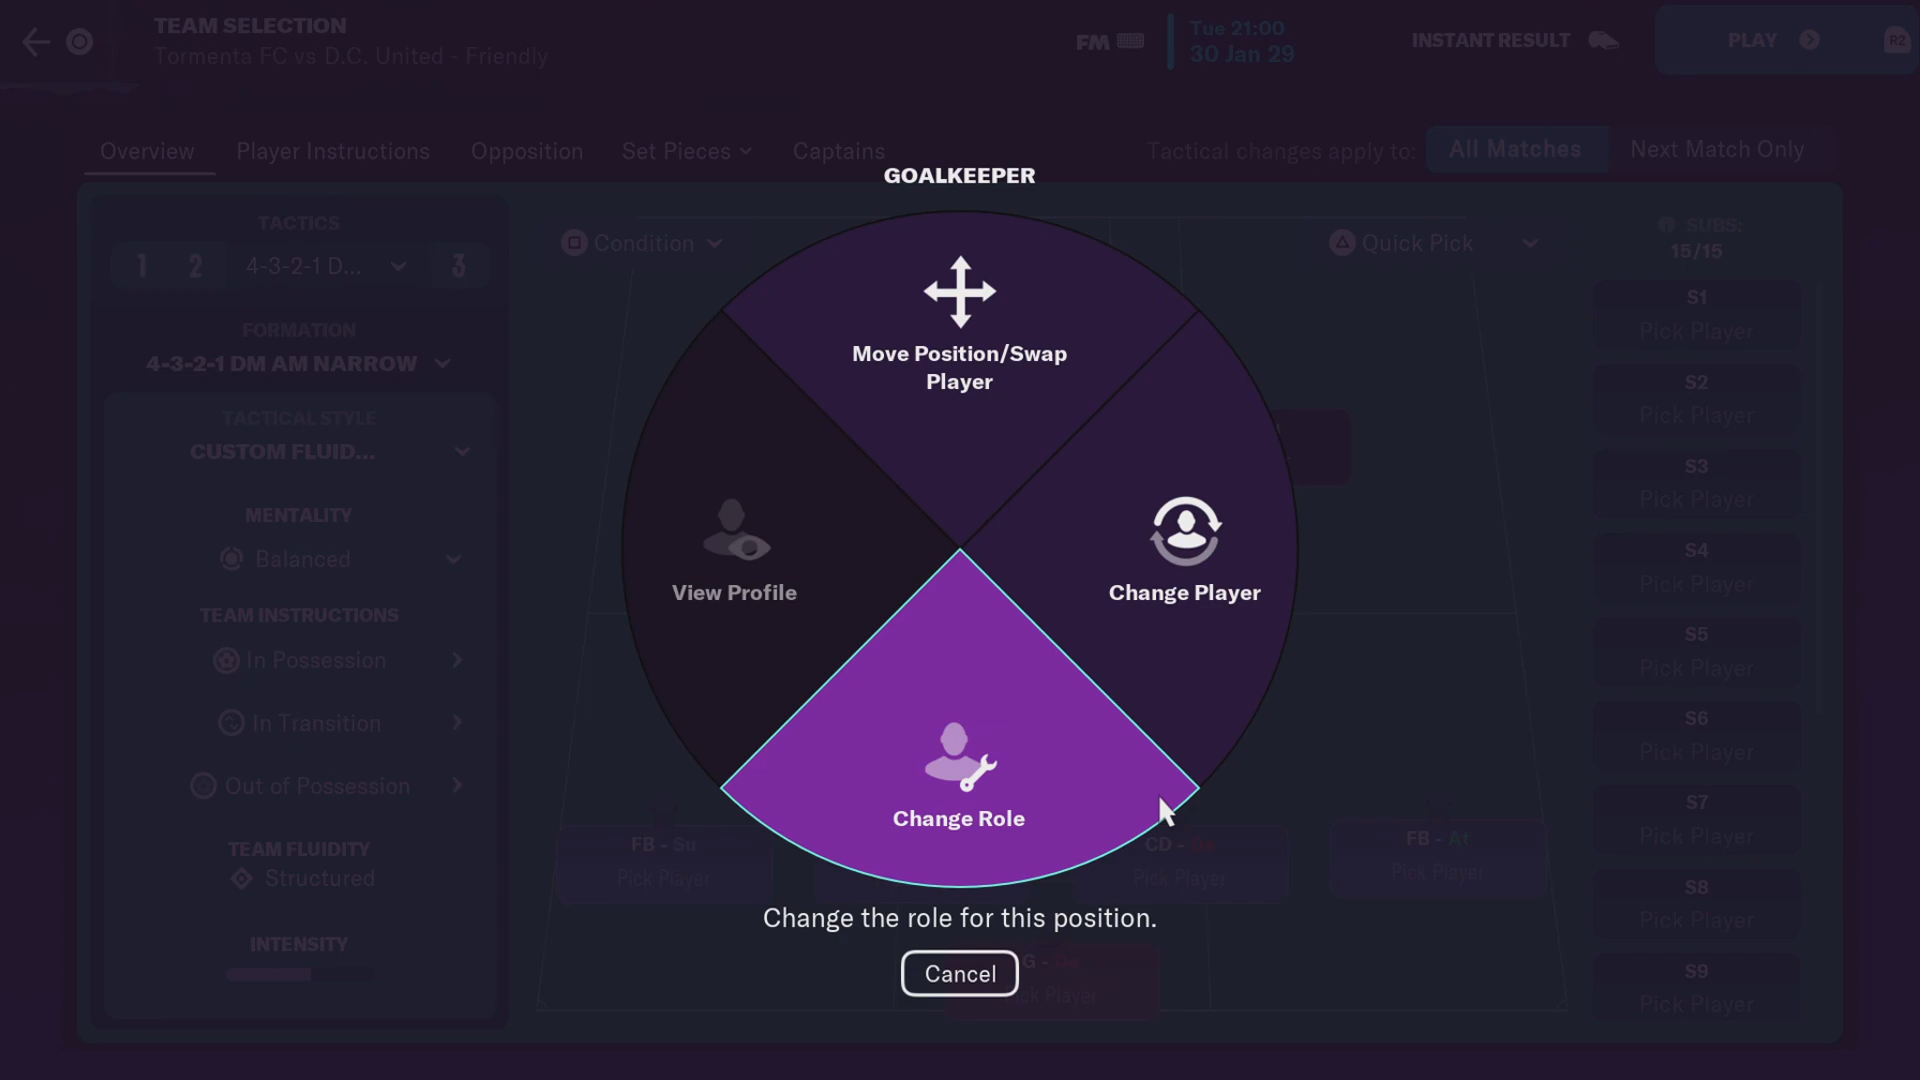 TEAM SELECTION
Tormenta FC vs D.C. United - Friendly
FM
Tue 21:00
30 Jan 29
INSTANT RESULT
PLAY
R2
Overview
Player Instructions
Opposition
Set Pieces
Captains
Tactical changes apply to:
All Matches
Next Match Only
GOALKEEPER
TACTICS
1
2
4-3-2-1 D...
3
FORMATION
4-3-2-1 DM AM NARROW
TACTICAL STYLE
CUSTOM FLUID...
MENTALITY
Balanced
TEAM INSTRUCTIONS
In Possession
In Transition
Out of Possession
TEAM FLUIDITY
Structured
INTENSITY
Condition
Quick Pick
Move Position/Swap
Player
View Profile
Change Player
Change Role
FB - Su
Pick Player
CD - De
Pick Player
FB - At
Pick Player
Change the role for this position.
Cancel
SUBS:
15/15
S1
Pick Player
S2
Pick Player
S3
Pick Player
S4
Pick Player
S5
Pick Player
S6
Pick Player
S7
Pick Player
S8
Pick Player
S9
Pick Player